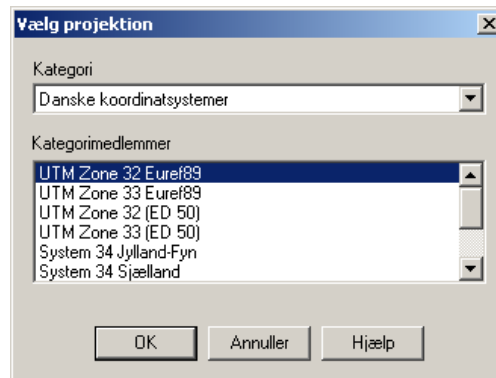 Vælg projektion
Kategori
Danske koordinatsystemer
Kategorimedlemmer
UTM Zone 32 Euref89
UTM Zone 33 Euref89
UTM Zone 32 (ED 50)
UTM Zone 33 (ED 50)
System 34 Jylland-Fyn
System 34 Sjælland
OK Annuller Hjælp